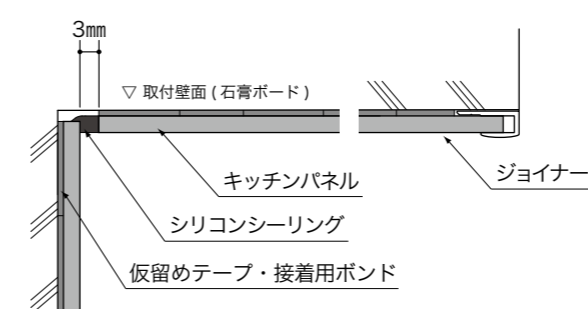 3mm
▽ 取付壁面 ( 石膏ボード )
キッチンパネル
ジョイナー
シリコンシーリング
仮留めテープ・接着用ボンド